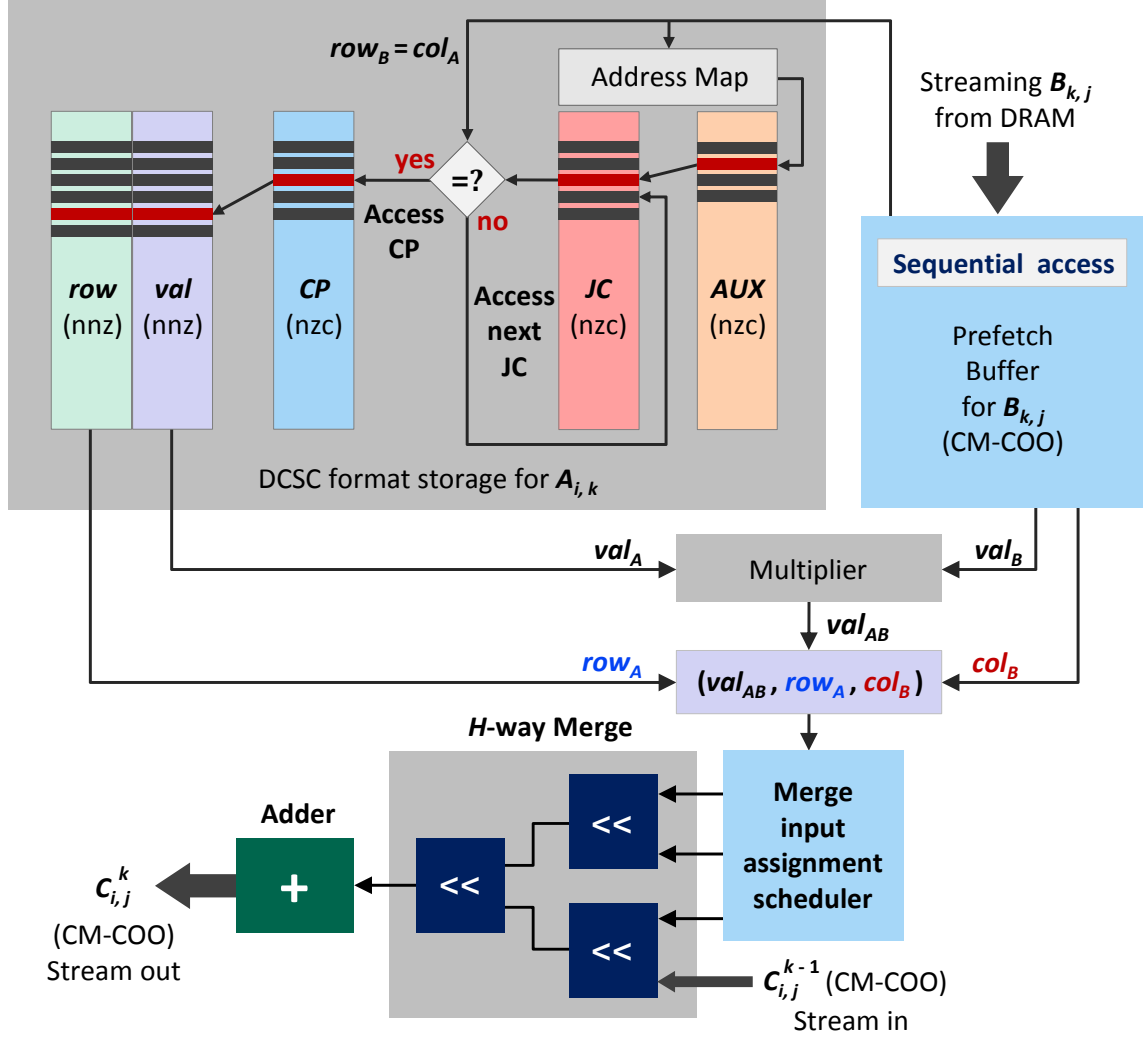 row_B = col_A
Address Map
Streaming B_k, j
from DRAM
yes
=?
no
Access
CP
Sequential access
row
(nnz)
val
(nnz)
CP
(nzc)
Access
next
JC
JC
(nzc)
AUX
(nzc)
Prefetch
Buffer
for B_k, j
(CM-COO)
DCSC format storage for A_i, k
val_A
Multiplier
val_B
val_AB
row_A
(val_AB , row_A , col_B )
col_B
H-way Merge
Merge
input
assignment
scheduler
<<
Adder
+
<<
<<
C_i, j^k
(CM-COO)
Stream out
C_i, j^k - 1 (CM-COO)
Stream in